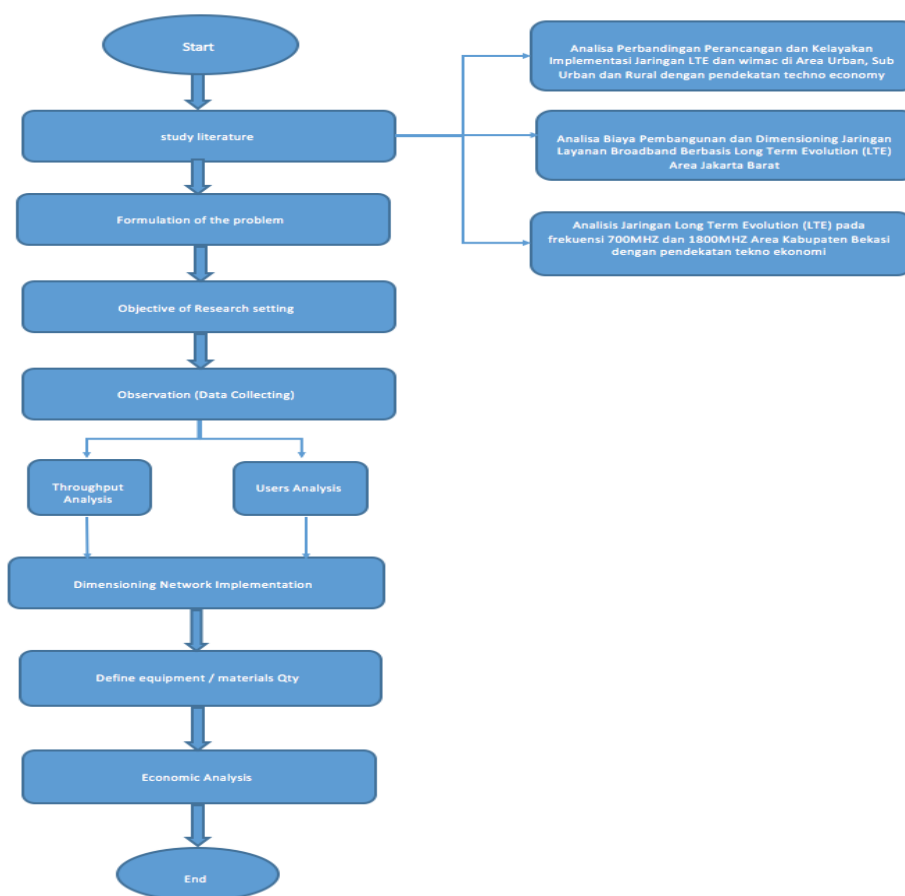 Start
Analisa Perbandingan Perancangan dan Kelayakan
Implementasi Jaringan LTE dan wimac di Area Urban, Sub
Urban dan Rural dengan pendekatan techno economy
study literature
Analisa Biaya Pembangunan dan Dimensioning Jaringan
Layanan Broadband Berbasis Long Term Evolution (LTE)
Area Jakarta Barat
Formulation of the problem
Analisis Jaringan Long Term Evolution (LTE) pada
frekuensi 700MHZ dan 1800MHZ Area Kabupaten Bekasi
dengan pendekatan tekno ekonomi
Objective of Research setting
Observation (Data Collecting)
Throughput
Analysis
Users Analysis
Dimensioning Network Implementation
Define equipment / materials Qty
Economic Analysis
End